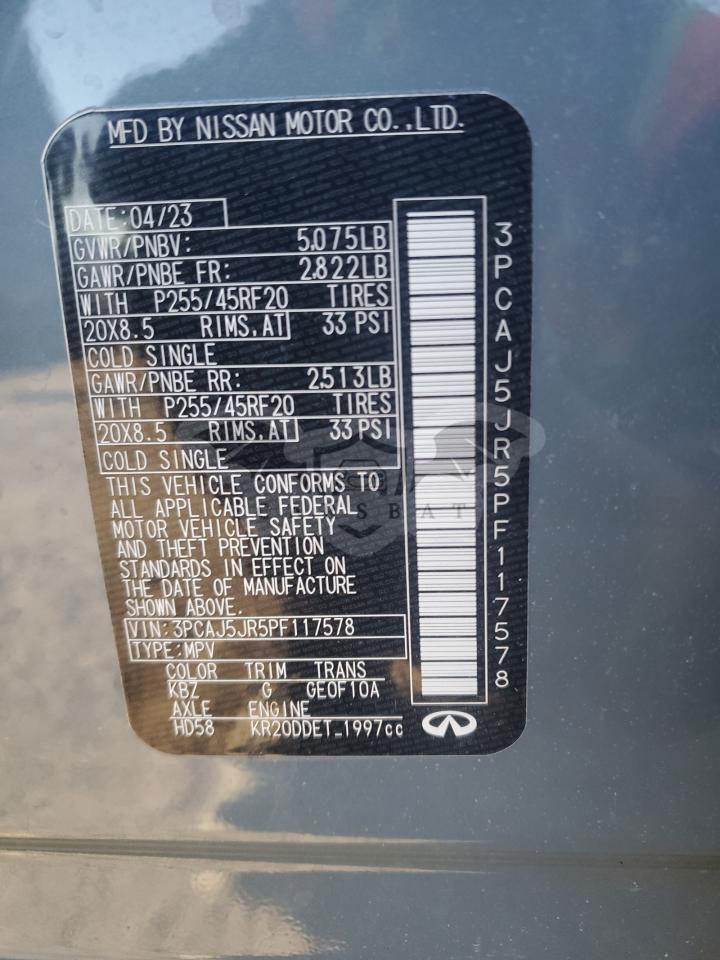 MFD BY NISSAN MOTOR CO.,LTD.
DATE:04/23
GVWR/PNBV: 5,075LB
GAWR/PNBE FR: 2,822LB
WITH P255/45RF20 TIRES
20X8.5 RIMS,AT 33 PSI
COLD SINGLE
GAWR/PNBE RR: 2,513LB
WITH P255/45RF20 TIRES
20X8.5 RIMS,AT 33 PSI
COLD SINGLE
THIS VEHICLE CONFORMS TO
ALL APPLICABLE FEDERAL
MOTOR VEHICLE SAFETY
AND THEFT PREVENTION
STANDARDS IN EFFECT ON
THE DATE OF MANUFACTURE
SHOWN ABOVE.
VIN:3PCAJ5JR5PF117578
TYPE:MPV
COLOR TRIM TRANS
KBZ G GE0F10A
AXLE ENGINE
HD58 KR20DDET_1997cc
3PCAJ5JR5PF117578